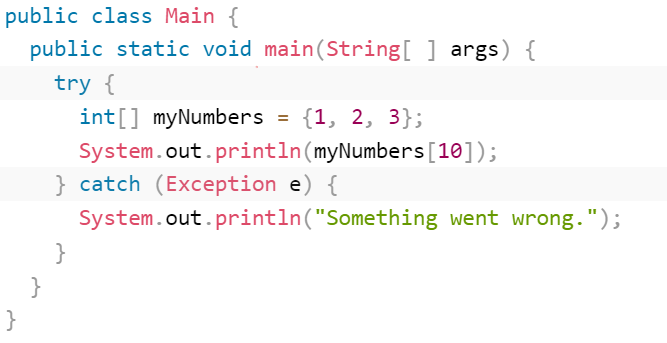 public class Main {
  public static void main(String[ ] args) {
    try {
      int[] myNumbers = {1, 2, 3};
      System.out.println(myNumbers[10]);
    } catch (Exception e) {
      System.out.println("Something went wrong.");
    }
  }
}